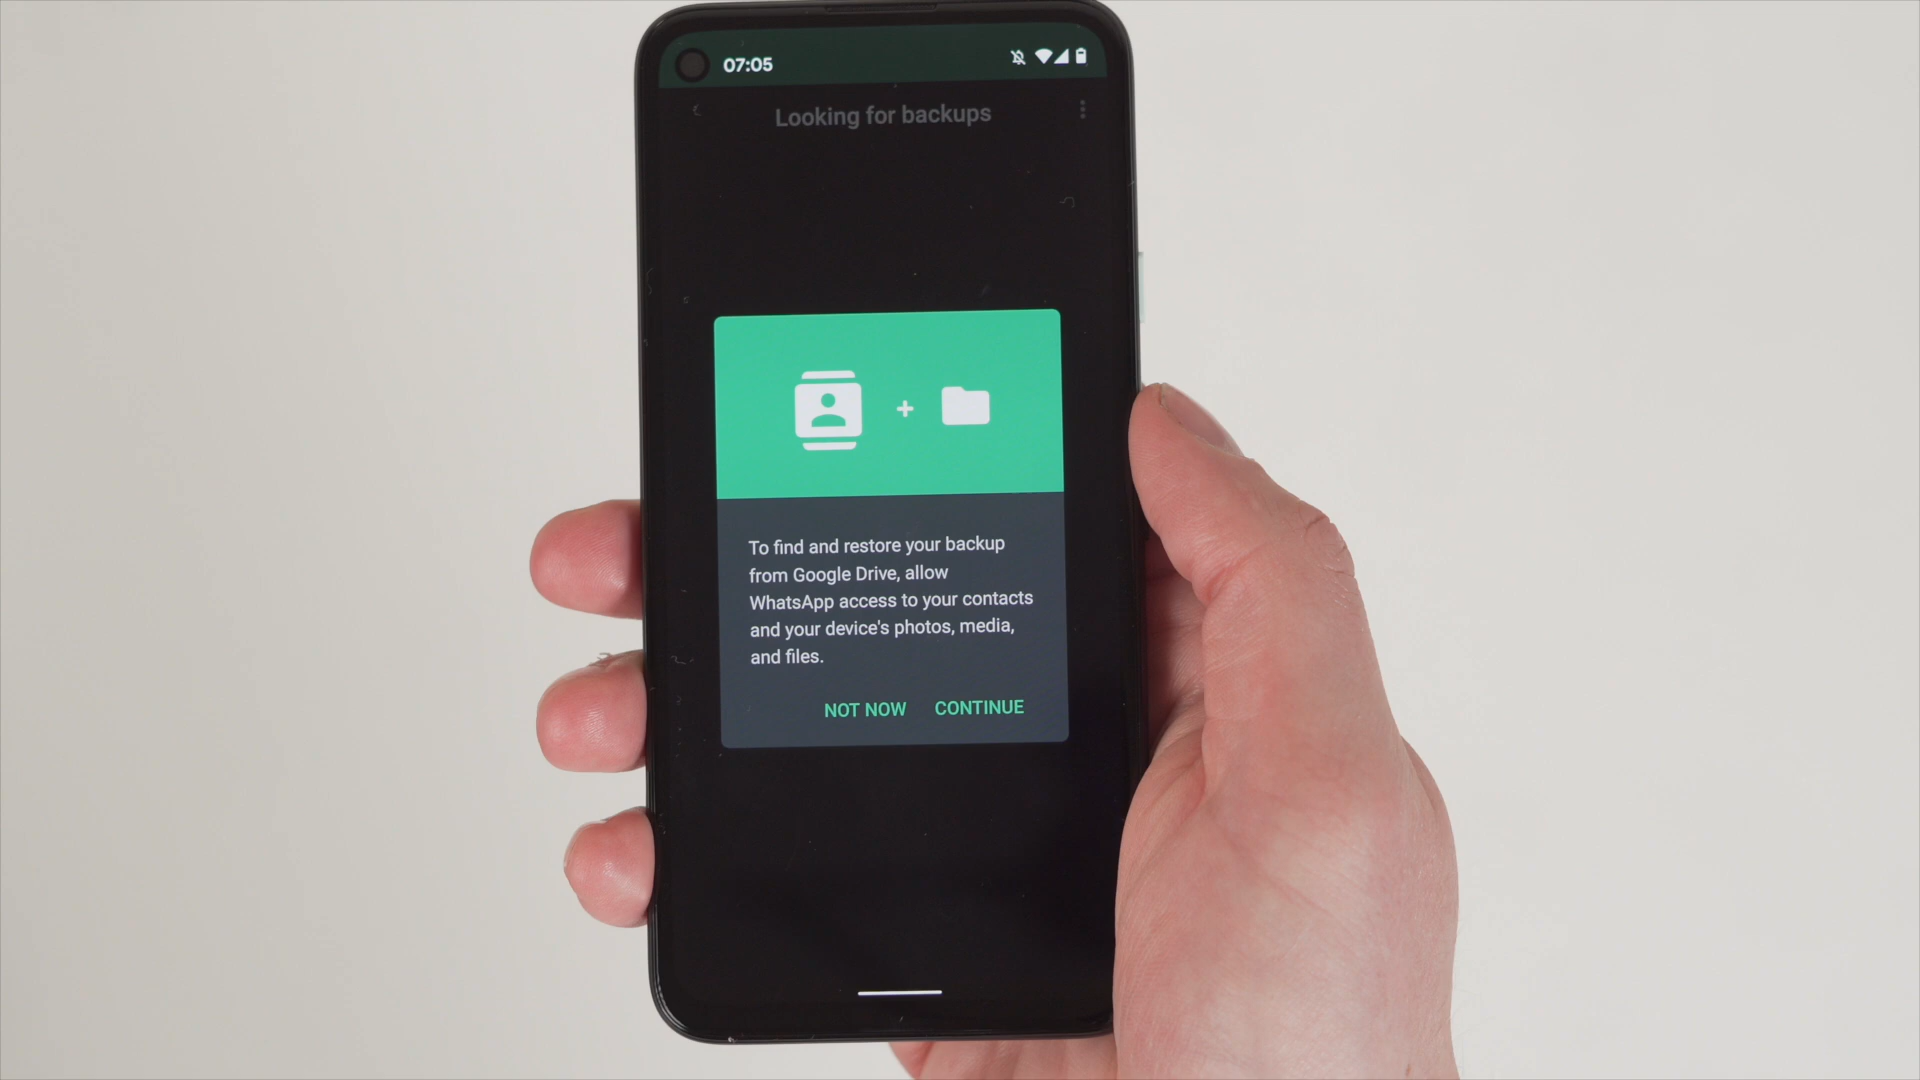 07:05
Looking for backups
To find and restore your backup
from Google Drive, allow
WhatsApp access to your contacts
and your device's photos, media,
and files.
NOT NOW CONTINUE